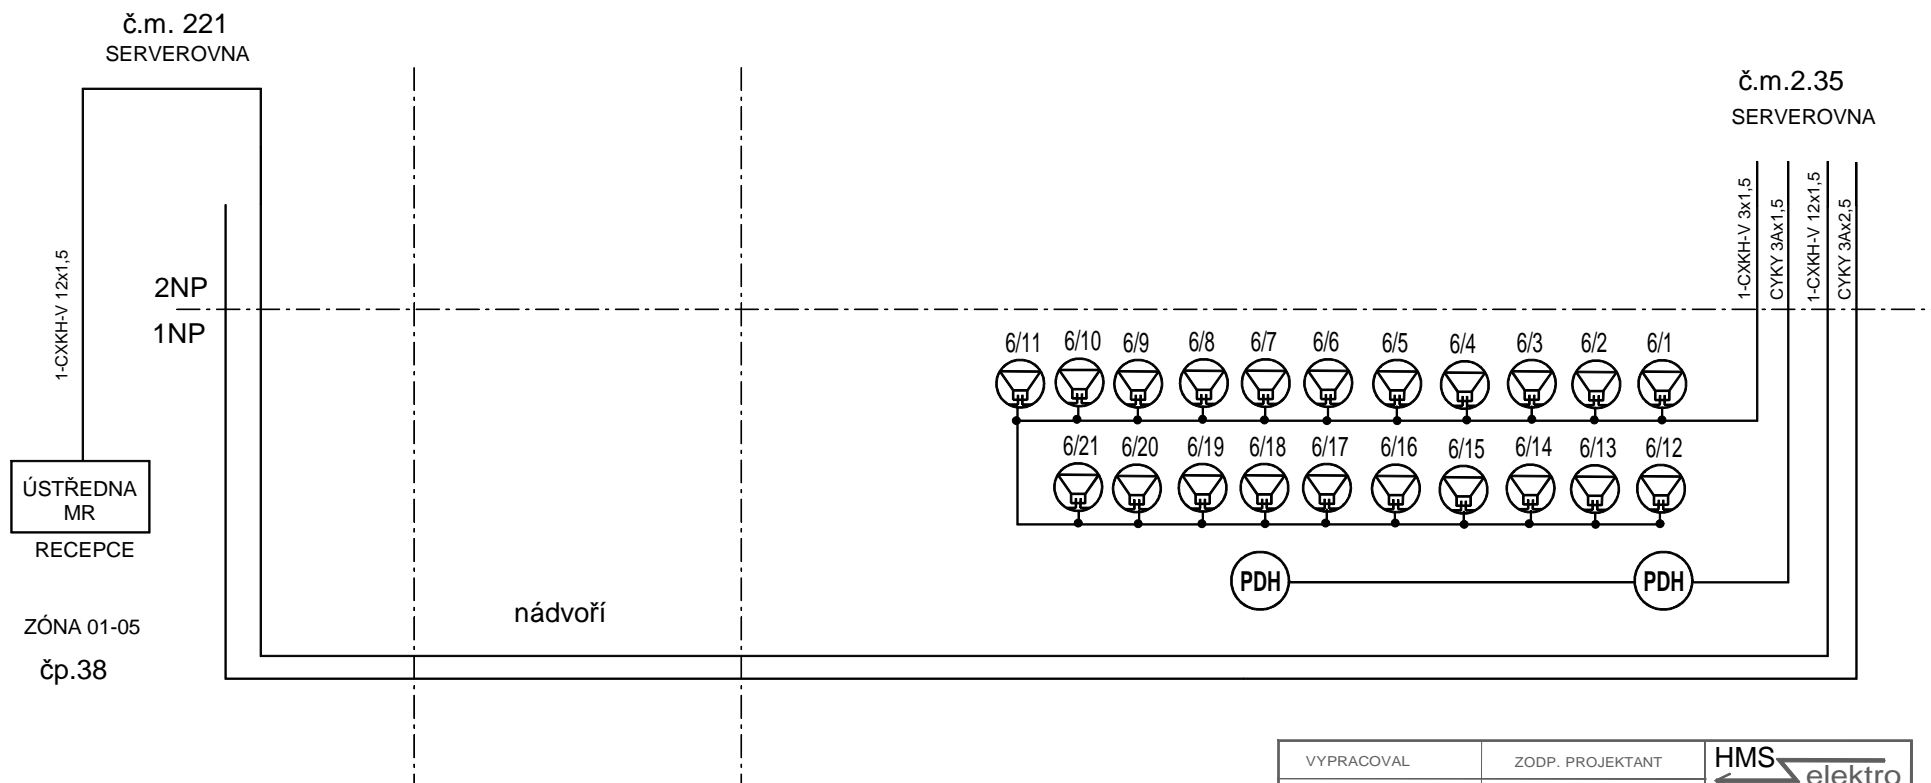 č.m. 221
SERVEROVNA
č.m.2.35
SERVEROVNA
1-CXKH-V 12x1,5
1-CXKH-V 3x1,5
CYKY 3Ax1,5
1-CXKH-V 12x1,5
CYKY 3Ax2,5
2NP
1NP
6/11 6/10 6/9 6/8 6/7 6/6 6/5 6/4 6/3 6/2 6/1
6/21 6/20 6/19 6/18 6/17 6/16 6/15 6/14 6/13 6/12
ÚSTŘEDNA
MR
RECEPCE
PDH PDH
ZÓNA 01-05
nádvoří
čp.38
VYPRACOVAL ZODP. PROJEKTANT HMS
elektro